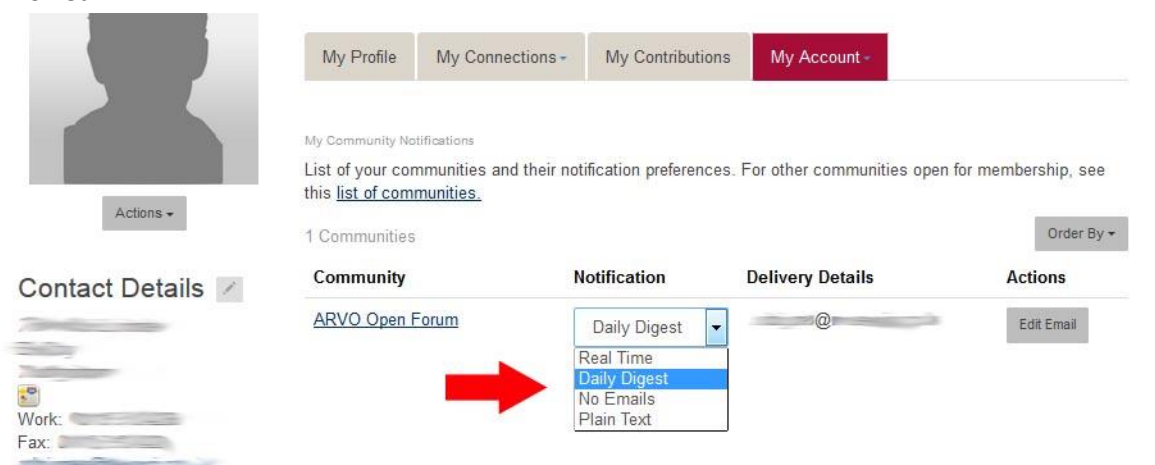 My Profile
My Connections
My Contributions
My Account
My Community Notifications
List of your communities and their notification preferences. For other communities open for membership, see
this list of communities.
Actions
1 Communities
Order By
Contact Details
Community Notification Delivery Details Actions
ARVO Open Forum Daily Digest @ Edit Email
Real Time
Daily Digest
No Emails
Plain Text
Work:
Fax: